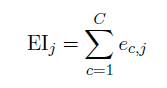 EI_j = \sum_{c=1}^{C} e_{c,j}